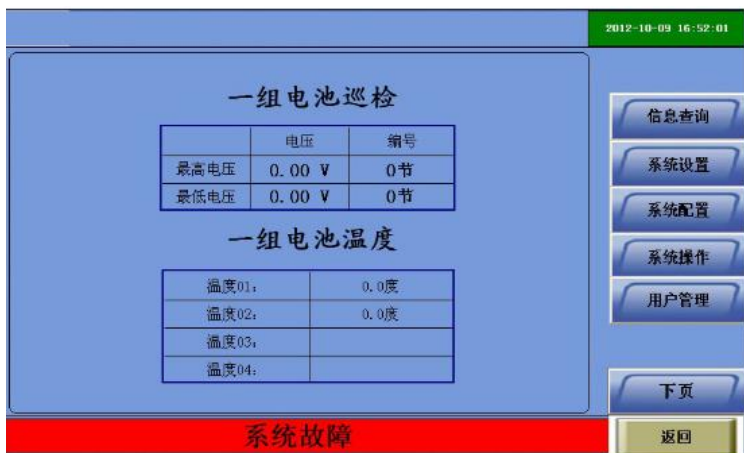 2012-10-09 16:52:01
一组电池巡检
电压 编号
最高电压 0.00 V 0节
最低电压 0.00 V 0节
一组电池温度
温度01: 0.0度
温度02: 0.0度
温度03:
温度04:
信息查询
系统设置
系统配置
系统操作
用户管理
下页
系统故障
返回